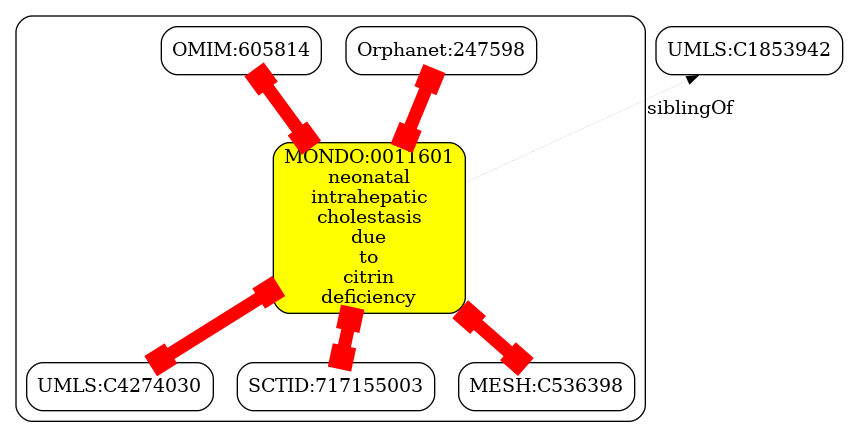 OMIM:605814
Orphanet:247598
UMLS:C1853942
siblingOf
MONDO:0011601
neonatal
intrahepatic
cholestasis
due
to
citrin
deficiency
UMLS:C4274030
SCTID:717155003
MESH:C536398